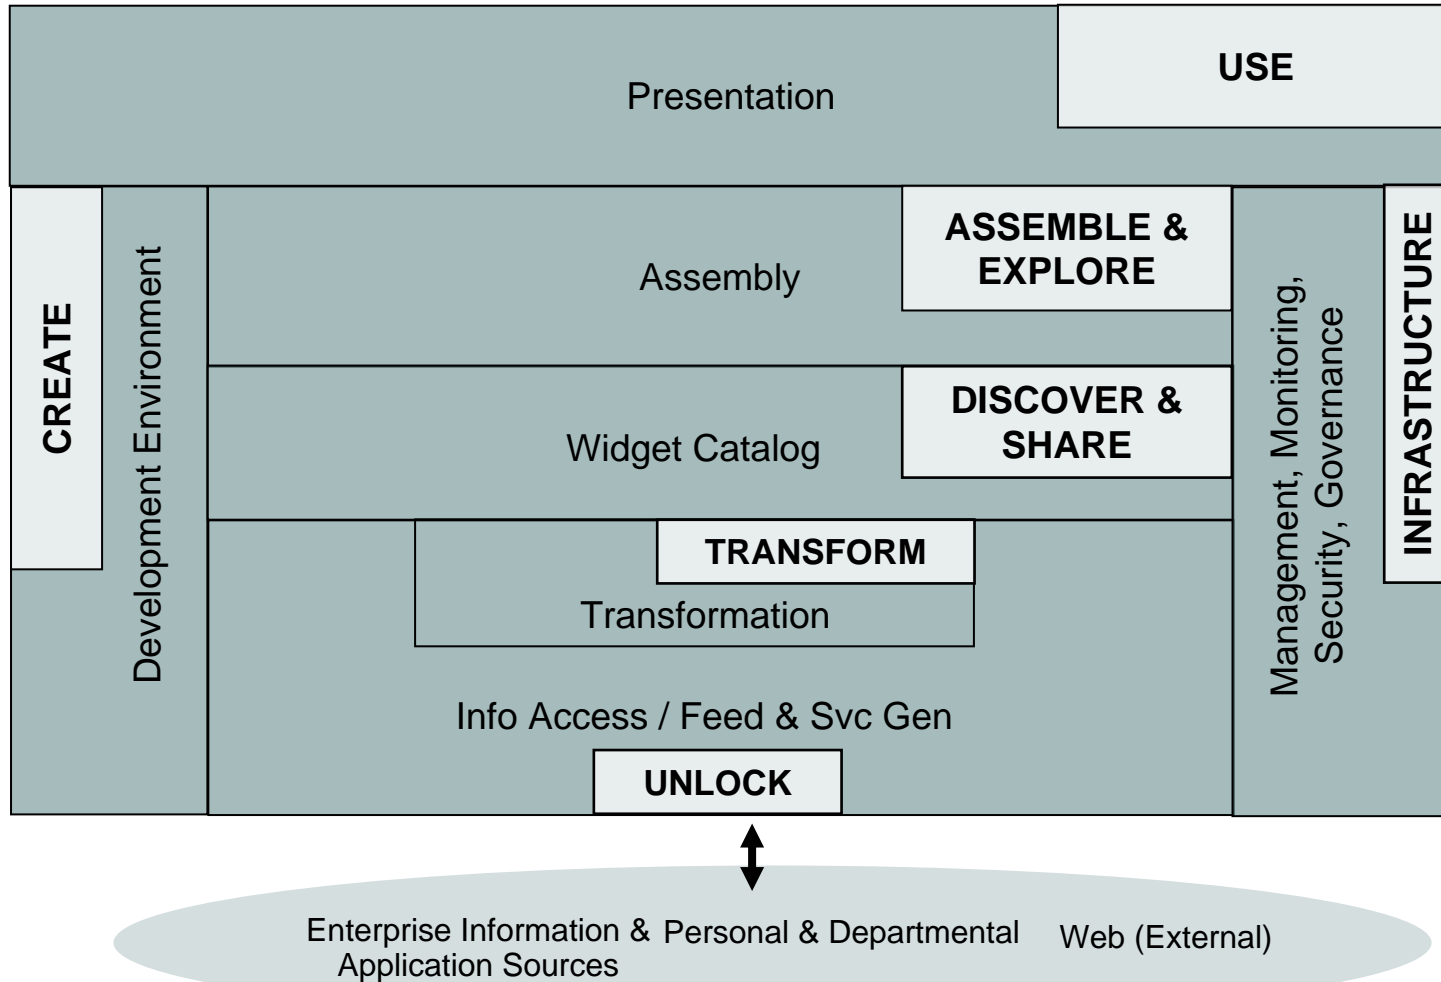 USE
Presentation
ASSEMBLE &
EXPLORE
Assembly
CREATE
Development Environment
Management, Monitoring,
Security, Governance
INFRASTRUCTURE
DISCOVER &
SHARE
Widget Catalog
TRANSFORM
Transformation
Info Access / Feed & Svc Gen
UNLOCK
Enterprise Information &
Application Sources
Personal & Departmental
Web (External)